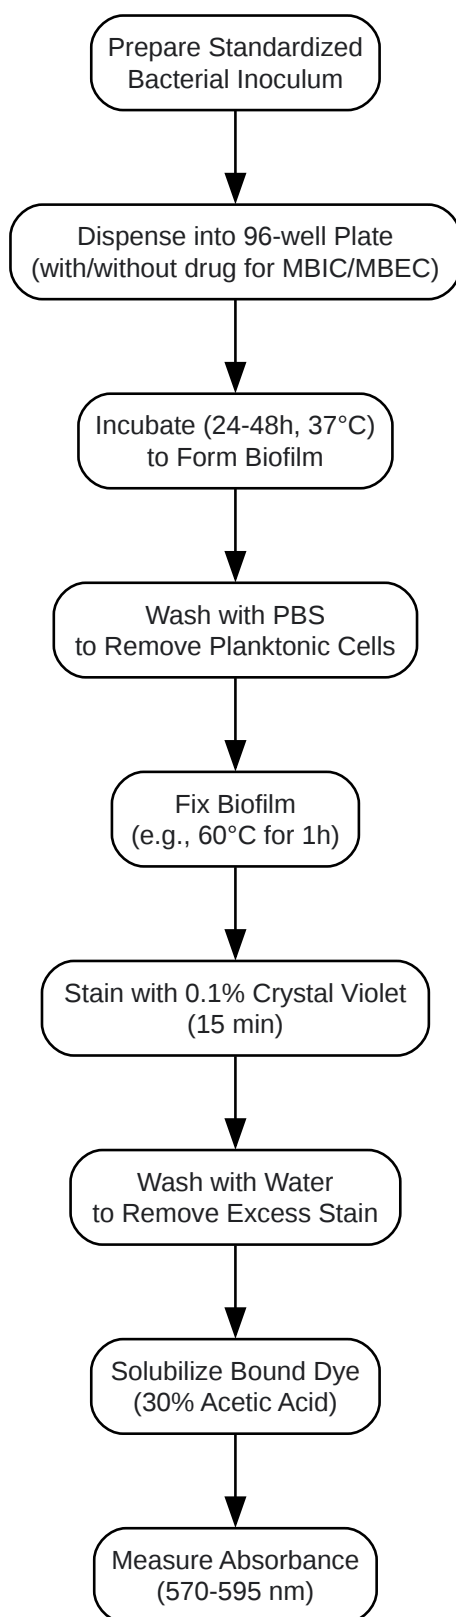 Prepare Standardized
Bacterial Inoculum
Dispense into 96-well Plate
(with/without drug for MBIC/MBEC)
Incubate (24-48h, 37°C)
to Form Biofilm
Wash with PBS
to Remove Planktonic Cells
Fix Biofilm
(e.g., 60°C for 1h)
Stain with 0.1% Crystal Violet
(15 min)
Wash with Water
to Remove Excess Stain
Solubilize Bound Dye
(30% Acetic Acid)
Measure Absorbance
(570-595 nm)